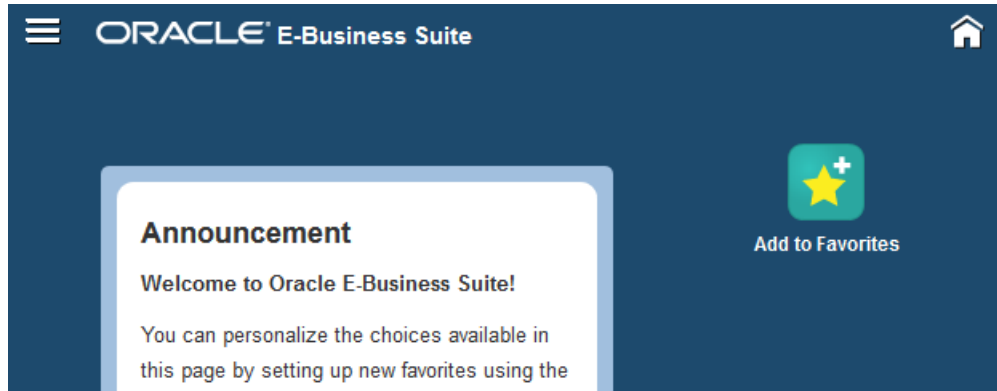 ORACLE® E-Business Suite
Announcement
Add to Favorites
Welcome to Oracle E-Business Suite!
You can personalize the choices available in
this page by setting up new favorites using the